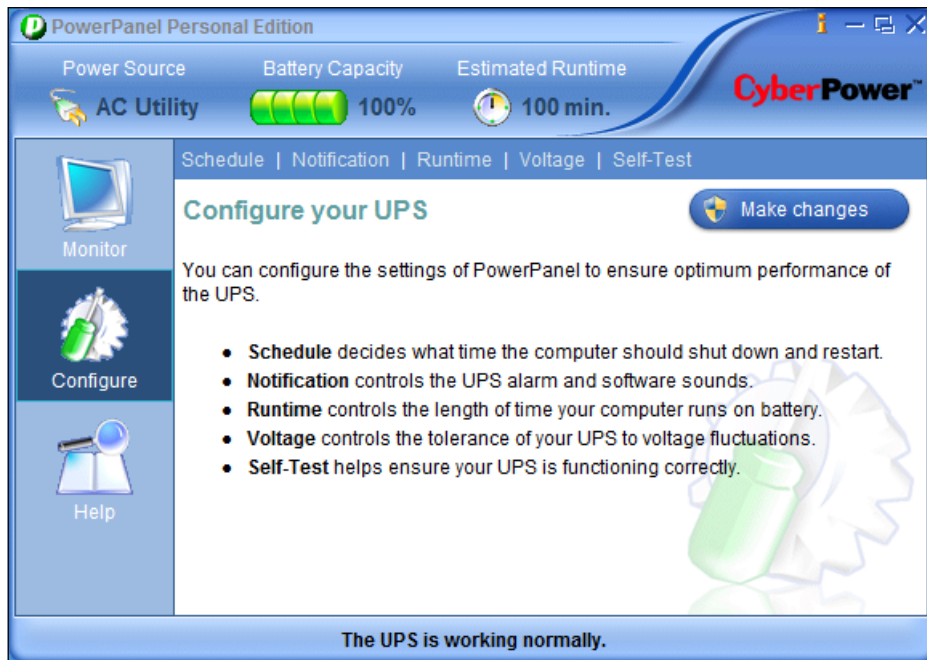 PowerPanel Personal Edition
Power Source
Battery Capacity
Estimated Runtime
AC Utility
100%
100 min.
CyberPower™
Schedule | Notification | Runtime | Voltage | Self-Test
Monitor
Configure
Help
Configure your UPS
Make changes
You can configure the settings of PowerPanel to ensure optimum performance of
the UPS.
● Schedule decides what time the computer should shut down and restart.
● Notification controls the UPS alarm and software sounds.
● Runtime controls the length of time your computer runs on battery.
● Voltage controls the tolerance of your UPS to voltage fluctuations.
● Self-Test helps ensure your UPS is functioning correctly.
The UPS is working normally.